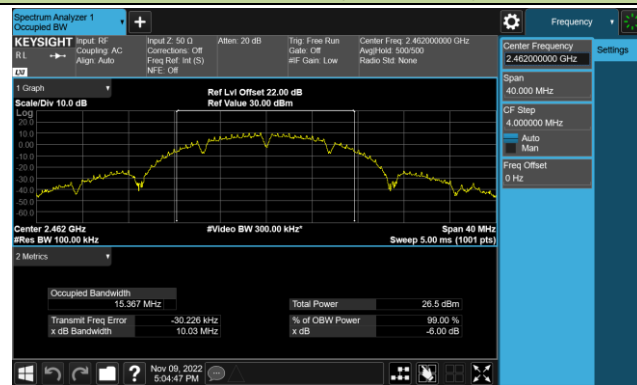 Spectrum Analyzer 1
Occupied BW
Frequency
KEYSIGHT
R L
Input: RF
Coupling: AC
Align: Auto
Input Z: 50 Ω
Corrections: Off
Freq Ref: Int (S)
NFE: Off
Atten: 20 dB
Trig: Free Run
Gate: Off
#IF Gain: Low
Center Freq: 2.462000000 GHz
Avg|Hold: 500/500
Radio Std: None
Center Frequency
2.462000000 GHz
Settings
Span
40.000 MHz
CF Step
4.000000 MHz
Auto
Man
Freq Offset
0 Hz
1 Graph
Scale/Div 10.0 dB
Ref Lvl Offset 22.00 dB
Ref Value 30.00 dBm
Log
20.0
10.0
0.00
-10.0
-20.0
-30.0
-40.0
-50.0
-60.0
Center 2.462 GHz
#Res BW 100.00 kHz
#Video BW 300.00 kHz*
Span 40 MHz
Sweep 5.00 ms (1001 pts)
2 Metrics
Occupied Bandwidth
15.367 MHz
Total Power 26.5 dBm
Transmit Freq Error -30.226 kHz
% of OBW Power 99.00 %
x dB Bandwidth 10.03 MHz
x dB -6.00 dB
Nov 09, 2022
5:04:47 PM